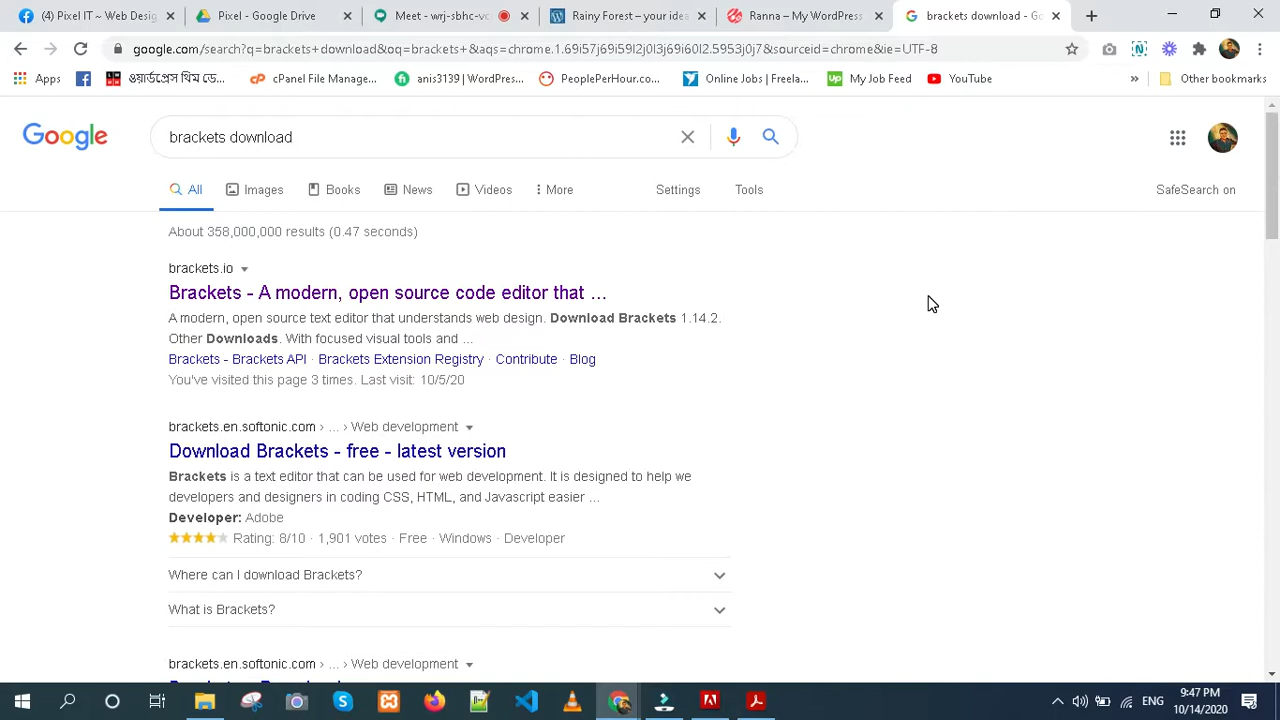 (4) Pixel IT ~ Web Desig
Pixel - Google Drive
Meet - wrj-sihc-vc
Rainy Forest – your idea
Ranna – My WordPress
brackets download - Go
google.com/search?q=brackets+download&oq=brackets+&aqs=chrome.1.69i57j69i59l2j0l3j69i60l2.5953j0j7&sourceid=chrome&ie=UTF-8
Apps
ওয়ার্ডপ্রেস থিম ডে...
cPanel File Manage...
anis3139 | WordPres...
PeoplePerHour.co...
Online Jobs | Freela...
Up My Job Feed
YouTube
»
Other bookmarks
Google
brackets download
All
Images
Books
News
Videos
More
Settings
Tools
SafeSearch on
About 358,000,000 results (0.47 seconds)
brackets.io
Brackets - A modern, open source code editor that ...
A modern, open source text editor that understands web design. Download Brackets 1.14.2.
Other Downloads. With focused visual tools and ...
Brackets - Brackets API · Brackets Extension Registry · Contribute · Blog
You've visited this page 3 times. Last visit: 10/5/20
brackets.en.softonic.com › ... › Web development
Download Brackets - free - latest version
Brackets is a text editor that can be used for web development. It is designed to help we
developers and designers in coding CSS, HTML, and Javascript easier ...
Developer: Adobe
Rating: 8/10 · 1,901 votes · Free · Windows · Developer
Where can I download Brackets?
What is Brackets?
brackets.en.softonic.com › ... › Web development
ENG
9:47 PM
10/14/2020